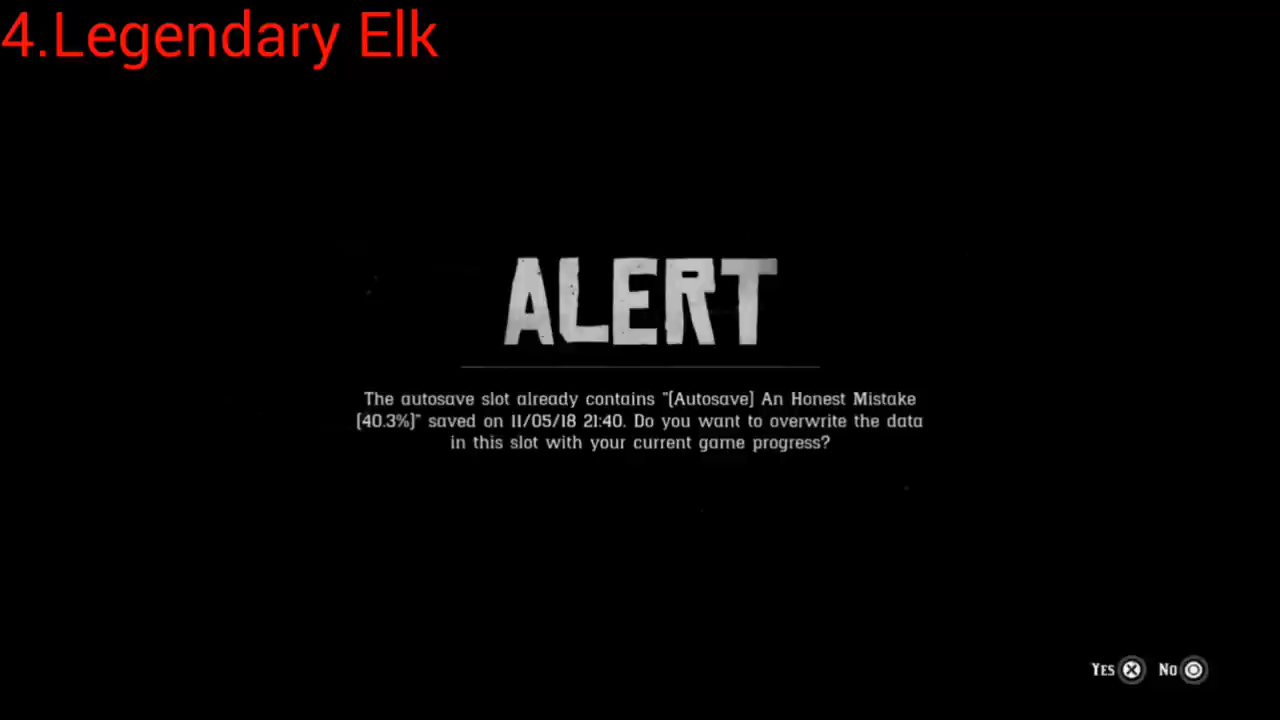 4.Legendary Elk
ALERT
The autosave slot already contains "(Autosave) An Honest Mistake
(40.3%)" saved on 11/05/18 21:40. Do you want to overwrite the data
in this slot with your current game progress?
YES NO